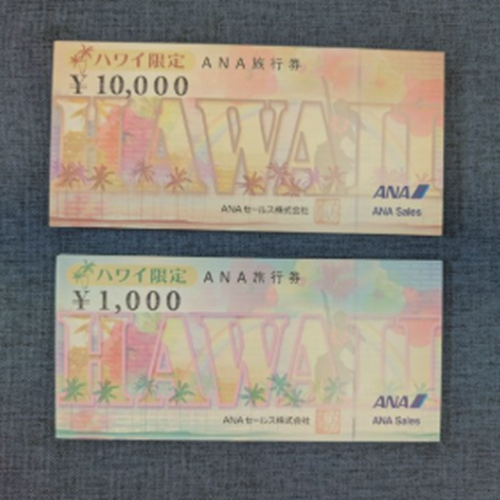 ハワイ限定 ANA旅行券
¥10,000
HAWAII
ANA
ANAセールス株式会社
ANA Sales
ハワイ限定 ANA旅行券
¥1,000
HAWAII
ANA
ANAセールス株式会社
ANA Sales